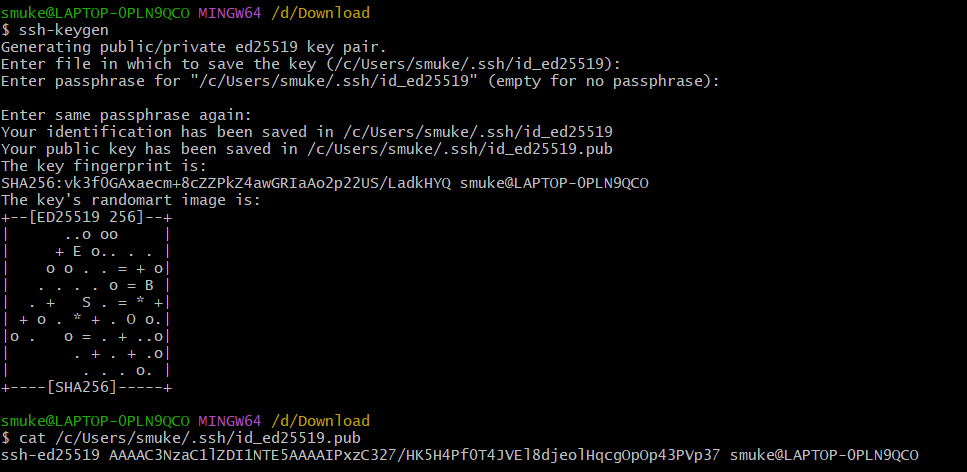 smuke@LAPTOP-0PLN9QCO MINGW64 /d/Download
$ ssh-keygen
Generating public/private ed25519 key pair.
Enter file in which to save the key (/c/Users/smuke/.ssh/id_ed25519):
Enter passphrase for "/c/Users/smuke/.ssh/id_ed25519" (empty for no passphrase):
Enter same passphrase again:
Your identification has been saved in /c/Users/smuke/.ssh/id_ed25519
Your public key has been saved in /c/Users/smuke/.ssh/id_ed25519.pub
The key fingerprint is:
SHA256:vk3fOGAxaecm+8cZZPkZ4awGRIaAo2p22US/LadkHYQ smuke@LAPTOP-0PLN9QCO
The key's randomart image is:
+--[ED25519 256]--+
|      ..o oo     |
|     + E o.. . . |
|    o o . . = + o|
|   . . . . o = B |
|  . +   S . = * +|
| + o . * + . O o.|
|o .   o = . + ..o|
|       . + . + .o|
|        . . . o. |
+----[SHA256]-----+
smuke@LAPTOP-0PLN9QCO MINGW64 /d/Download
$ cat /c/Users/smuke/.ssh/id_ed25519.pub
ssh-ed25519 AAAAC3NzaC1lZDI1NTE5AAAAIPxzC327/HK5H4PfOT4JVEl8djeolHqcgOpOp43PVp37 smuke@LAPTOP-0PLN9QCO